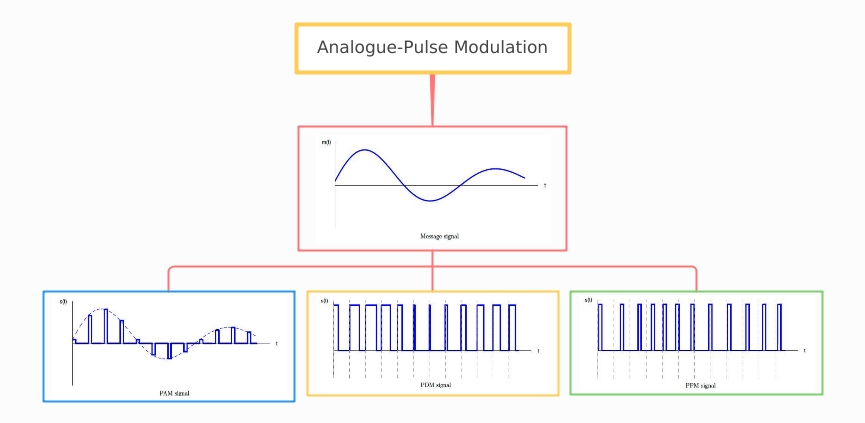 Analogue-Pulse Modulation
m(t)
t
Message signal
s(t)
t
PAM signal
s(t)
t
PDM signal
s(t)
t
PPM signal